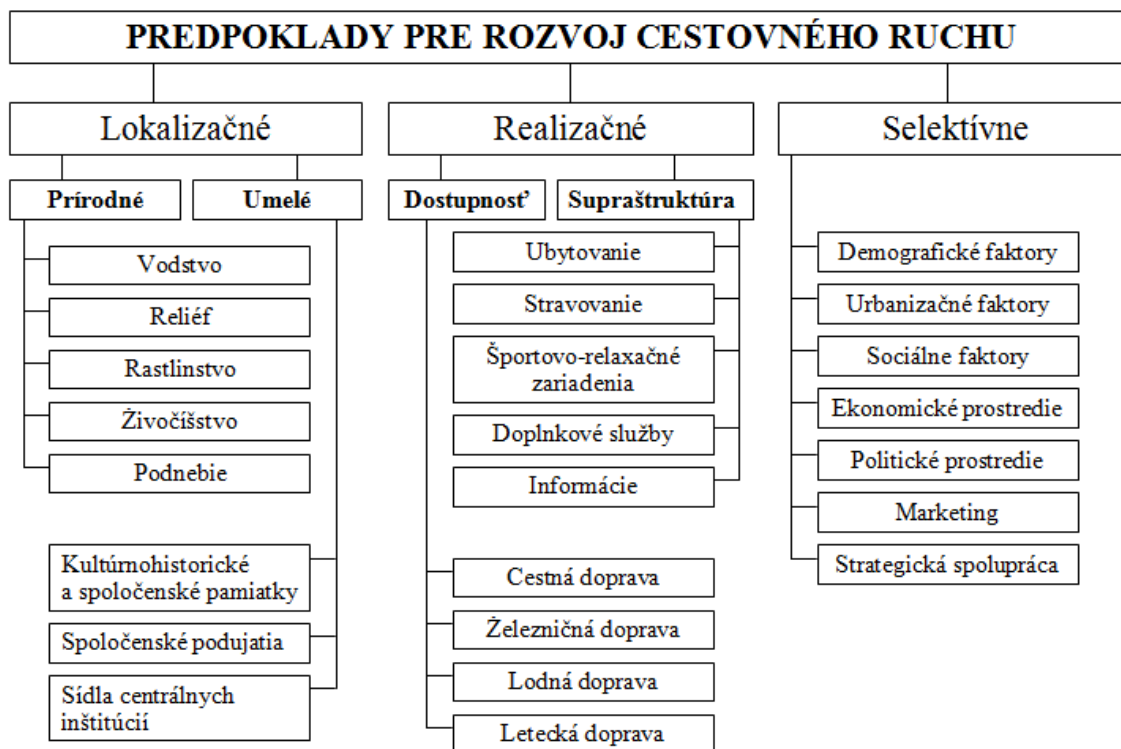 PREDPOKLADY PRE ROZVOJ CESTOVNÉHO RUCHU
Lokalizačné
Realizačné
Selektívne
Prírodné
Umelé
Dostupnosť
Supraštruktúra
Vodstvo
Reliéf
Rastlinstvo
Živočíšstvo
Podnebie
Kultúrnohistorické
a spoločenské pamiatky
Spoločenské podujatia
Sídla centrálnych
inštitúcií
Ubytovanie
Stravovanie
Športovo-relaxačné
zariadenia
Doplnkové služby
Informácie
Cestná doprava
Železničná doprava
Lodná doprava
Letecká doprava
Demografické faktory
Urbanizačné faktory
Sociálne faktory
Ekonomické prostredie
Politické prostredie
Marketing
Strategická spolupráca